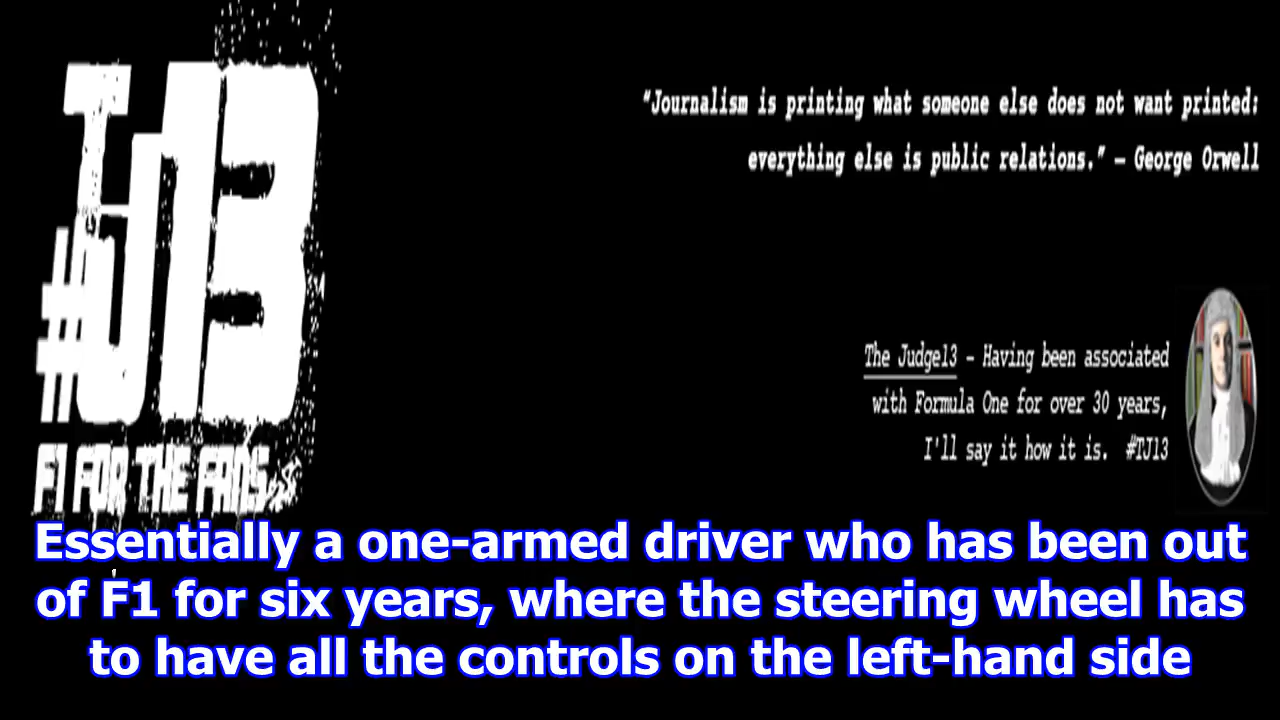 #TJ13
F1 FOR THE FANS
“Journalism is printing what someone else does not want printed:
everything else is public relations.” – George Orwell
The Judge13 - Having been associated
with Formula One for over 30 years,
I'll say it how it is. #TJ13
Essentially a one-armed driver who has been out
of F1 for six years, where the steering wheel has
to have all the controls on the left-hand side